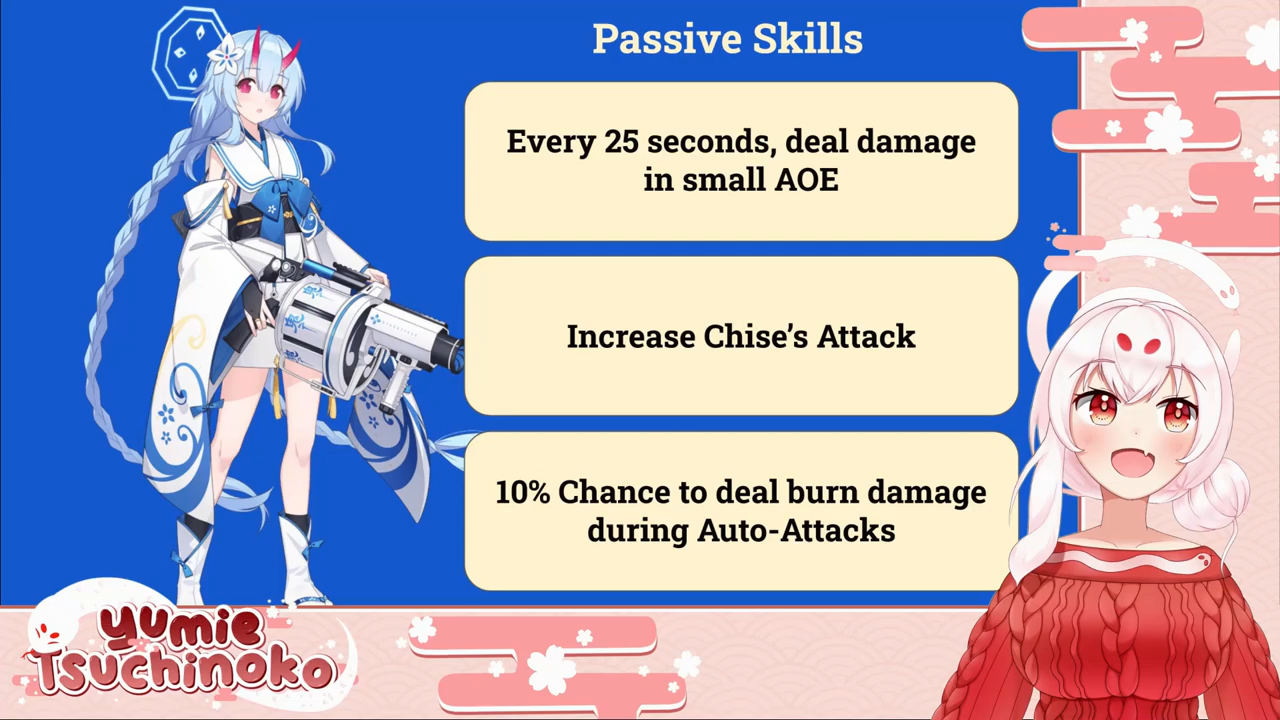 Passive Skills
Every 25 seconds, deal damage
in small AOE
Increase Chise's Attack
10% Chance to deal burn damage
during Auto-Attacks
yumie
Tsuchinoko